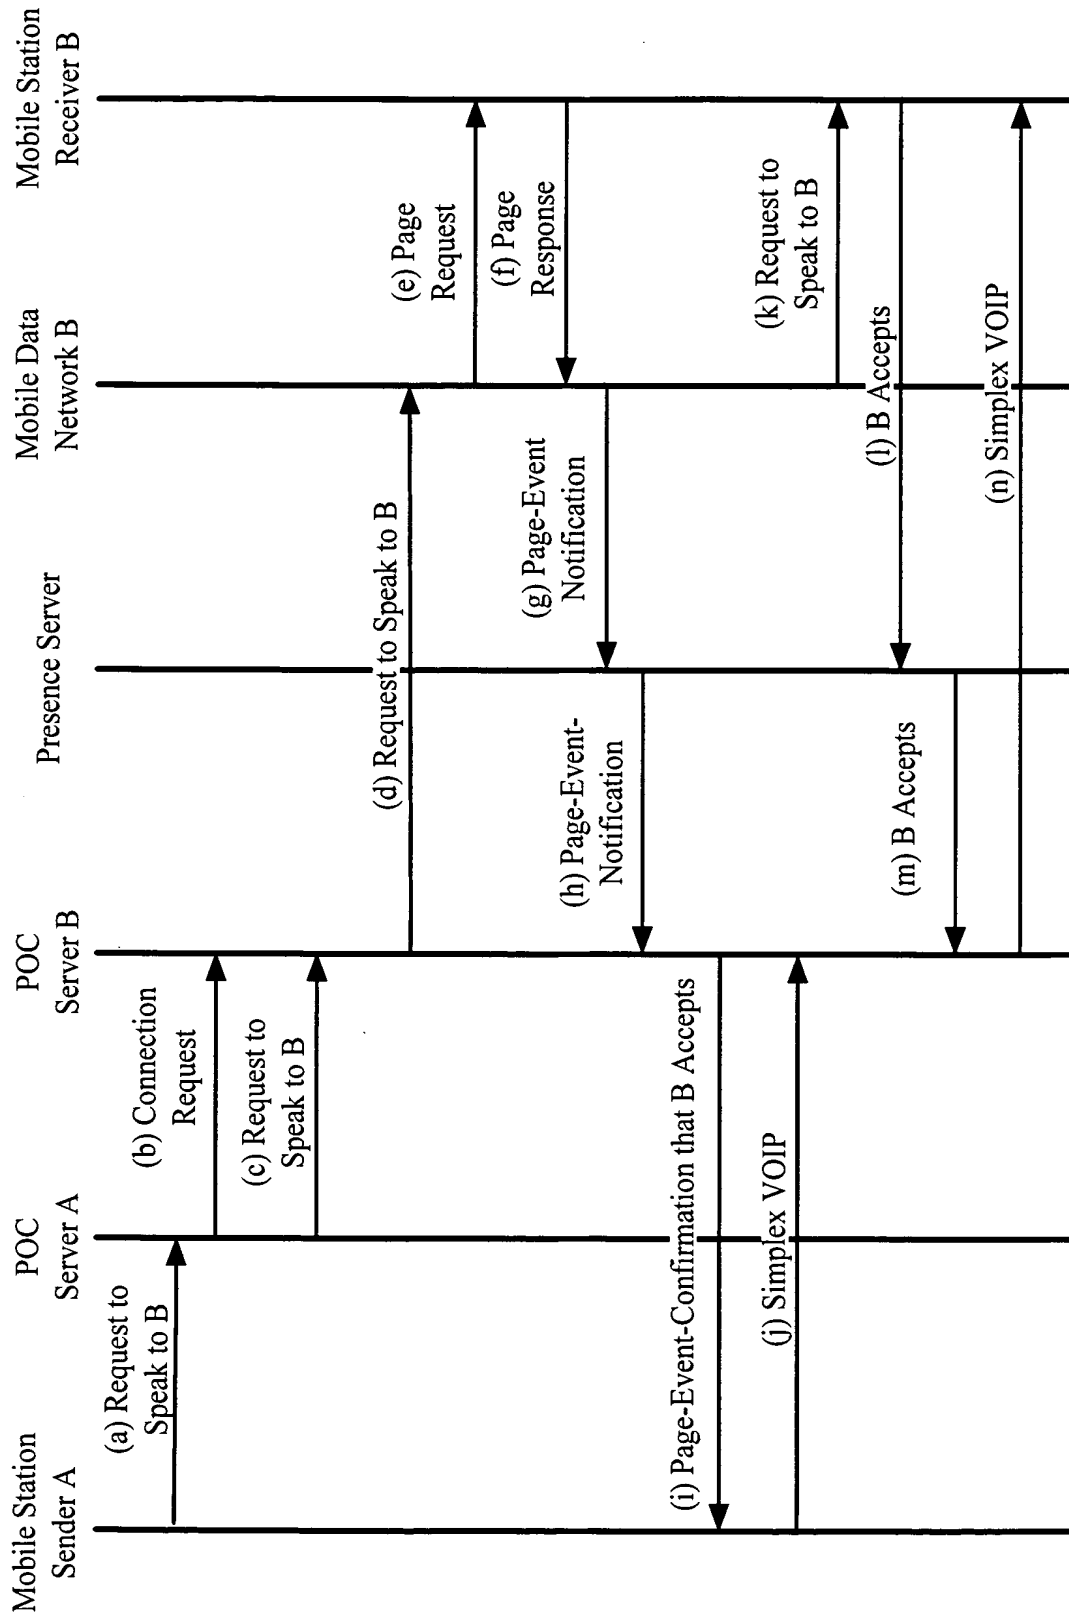 Mobile Station
Sender A
POC
Server A
POC
Server B
Presence Server
Mobile Data
Network B
Mobile Station
Receiver B
(a) Request to
Speak to B
(b) Connection
Request
(c) Request to
Speak to B
(d) Request to Speak to B
(e) Page
Request
(f) Page
Response
(g) Page-Event
Notification
(h) Page-Event-
Notification
(i) Page-Event-Confirmation that B Accepts
(j) Simplex VOIP
(k) Request to
Speak to B
(l) B Accepts
(m) B Accepts
(n) Simplex VOIP